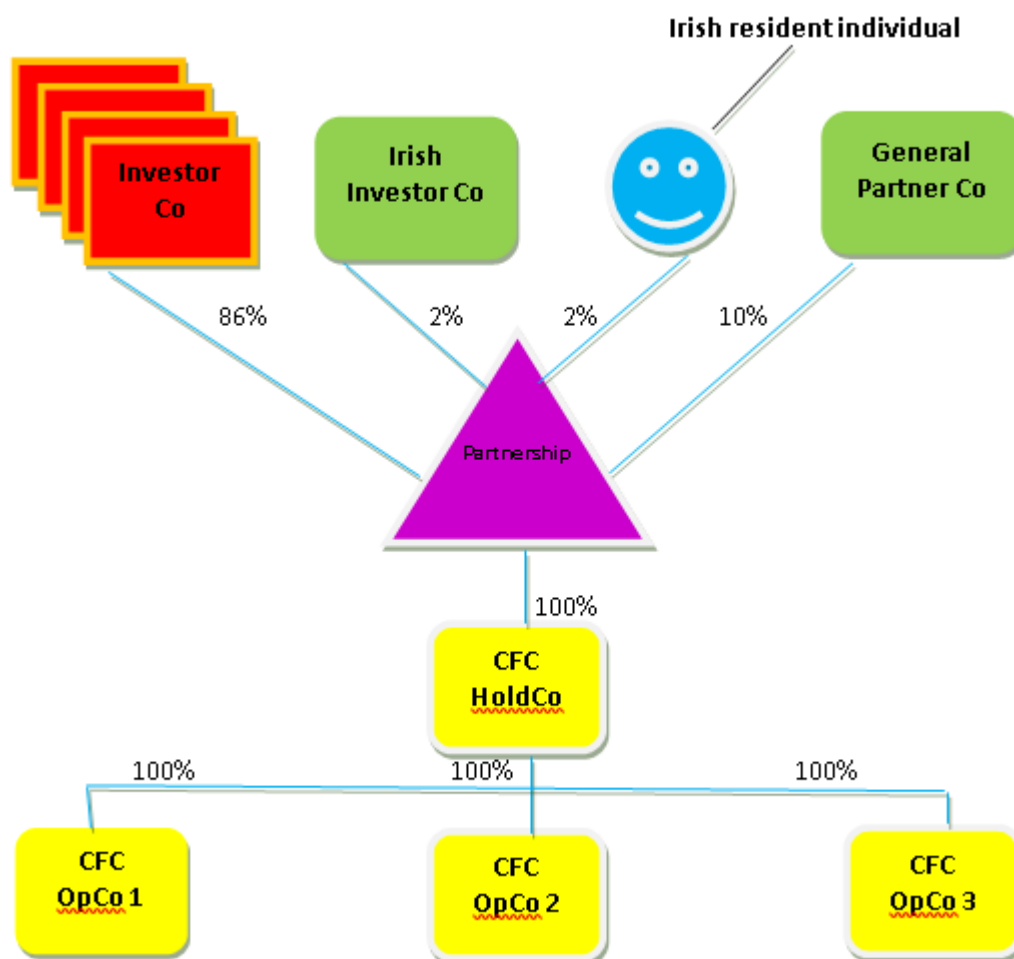 Irish resident individual
Investor
Co
Irish
Investor Co
General
Partner Co
86%
2%
2%
10%
Partnership
100%
CFC
HoldCo
100%
100%
100%
CFC
OpCo 1
CFC
OpCo 2
CFC
OpCo 3